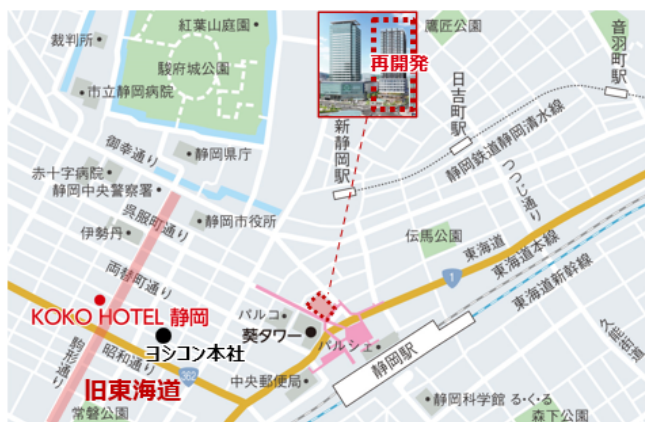 紅葉山庭園
裁判所
駿府城公園
市立静岡病院
再開発
鷹匠公園
音羽町駅
日吉町駅
新静岡駅
静岡鉄道静岡清水線
つつじ通り
御幸通り
静岡県庁
赤十字病院
静岡中央警察署
呉服町通り
静岡市役所
伊勢丹
両替町通り
伝馬公園
東海道
1
東海道本線
東海道新幹線
KOKO HOTEL 静岡
パルコ
葵タワー
パルシェ
静岡駅
ヨシコン本社
駒形通り
昭和通り
362
旧東海道
中央郵便局
常磐公園
久能街道
静岡科学館 る・く・る
森下公園